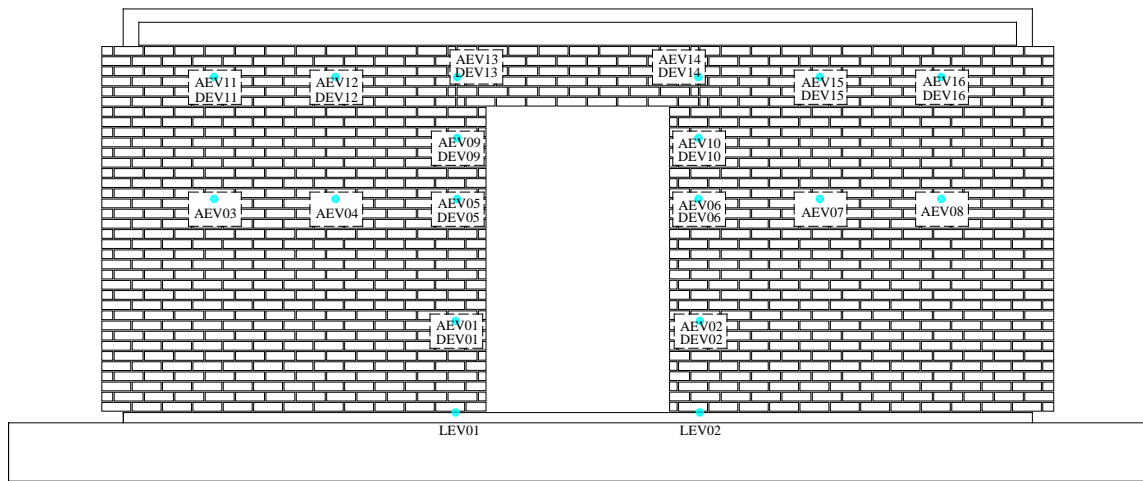 AEV13
DEV13
AEV14
DEV14
AEV11
DEV11
AEV12
DEV12
AEV15
DEV15
AEV16
DEV16
AEV09
DEV09
AEV10
DEV10
AEV03
AEV04
AEV05
DEV05
AEV06
DEV06
AEV07
AEV08
AEV01
DEV01
AEV02
DEV02
LEV01
LEV02